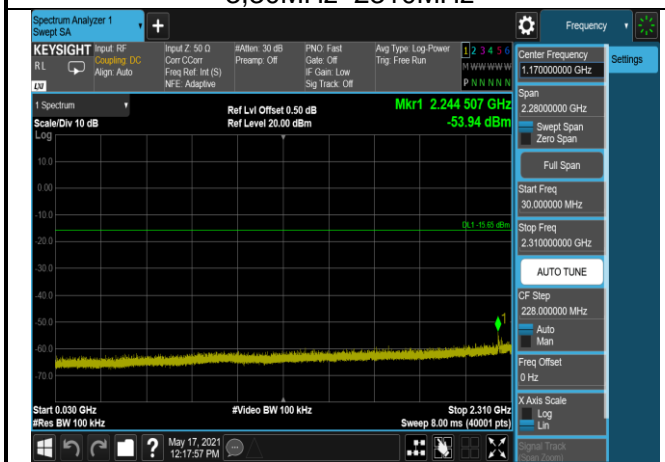 Spectrum Analyzer 1
Swept SA
+
Frequency
KEYSIGHT
RL
LXI
Input: RF
Coupling: DC
Align: Auto
Input Z: 50 Ω
Corr CCorr
Freq Ref: Int (S)
NFE: Adaptive
#Atten: 30 dB
Preamp: Off
PNO: Fast
Gate: Off
IF Gain: Low
Sig Track: Off
Avg Type: Log-Power
Trig: Free Run
1 2 3 4 5 6
M W W W W W
P N N N N N
Center Frequency
1.170000000 GHz
Settings
1 Spectrum
Scale/Div 10 dB
Log
Ref Lvl Offset 0.50 dB
Ref Level 20.00 dBm
Mkr1 2.244 507 GHz
-53.94 dBm
Span
2.28000000 GHz
Swept Span
Zero Span
Full Span
Start Freq
30.000000 MHz
Stop Freq
2.310000000 GHz
AUTO TUNE
CF Step
228.000000 MHz
Auto
Man
Freq Offset
0 Hz
X Axis Scale
Log
Lin
Signal Track
(Span Zoom)
10.0
0.00
-10.0
DL1 -15.65 dBm
-20.0
-30.0
-40.0
-50.0
1
-60.0
-70.0
Start 0.030 GHz
#Res BW 100 kHz
#Video BW 100 kHz
Stop 2.310 GHz
Sweep 8.00 ms (40001 pts)
?
May 17, 2021
12:17:57 PM